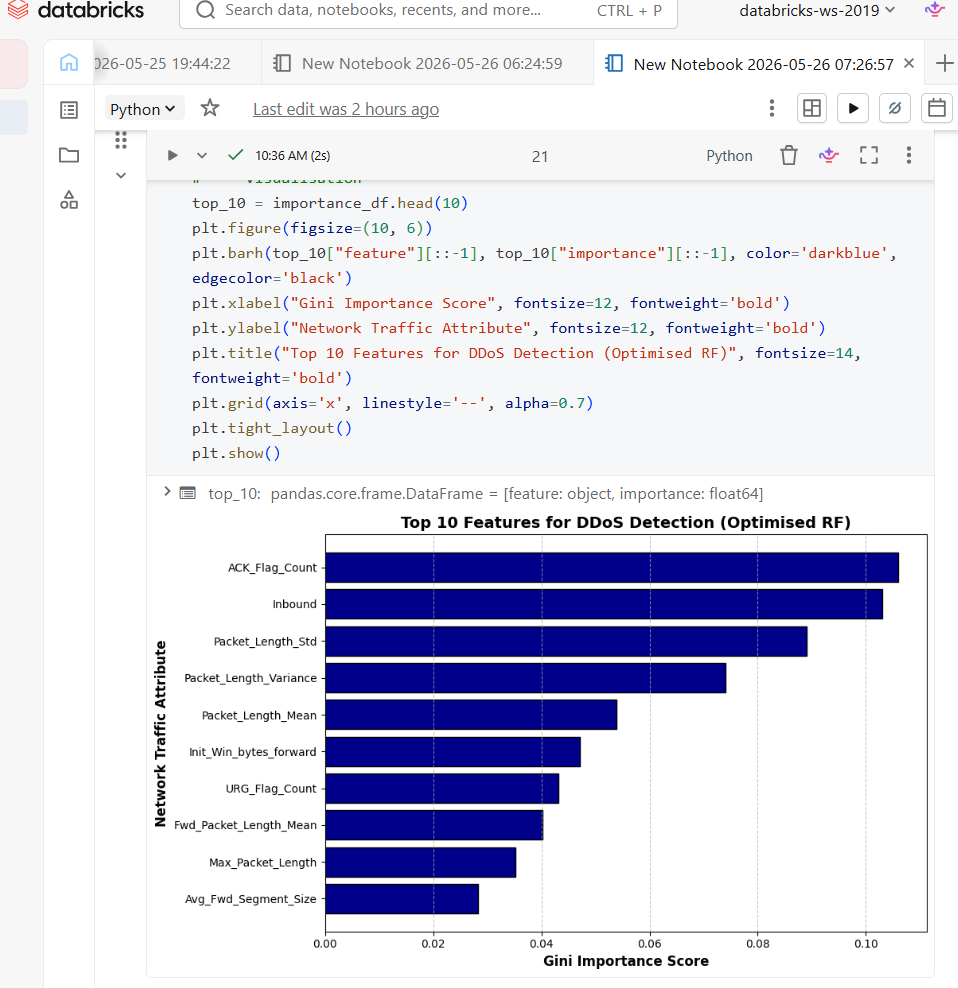 databricks
Search data, notebooks, recents, and more...
CTRL + P
databricks-ws-2019
026-05-25 19:44:22
New Notebook 2026-05-26 06:24:59
New Notebook 2026-05-26 07:26:57
Python
Last edit was 2 hours ago
10:36 AM (2s)
21
Python
top_10 = importance_df.head(10)
plt.figure(figsize=(10, 6))
plt.barh(top_10["feature"][::-1], top_10["importance"][::-1], color='darkblue',
edgecolor='black')
plt.xlabel("Gini Importance Score", fontsize=12, fontweight='bold')
plt.ylabel("Network Traffic Attribute", fontsize=12, fontweight='bold')
plt.title("Top 10 Features for DDoS Detection (Optimised RF)", fontsize=14,
fontweight='bold')
plt.grid(axis='x', linestyle='--', alpha=0.7)
plt.tight_layout()
plt.show()
top_10: pandas.core.frame.DataFrame = [feature: object, importance: float64]
Top 10 Features for DDoS Detection (Optimised RF)
Network Traffic Attribute
ACK_Flag_Count
Inbound
Packet_Length_Std
Packet_Length_Variance
Packet_Length_Mean
Init_Win_bytes_forward
URG_Flag_Count
Fwd_Packet_Length_Mean
Max_Packet_Length
Avg_Fwd_Segment_Size
0.00 0.02 0.04 0.06 0.08 0.10
Gini Importance Score